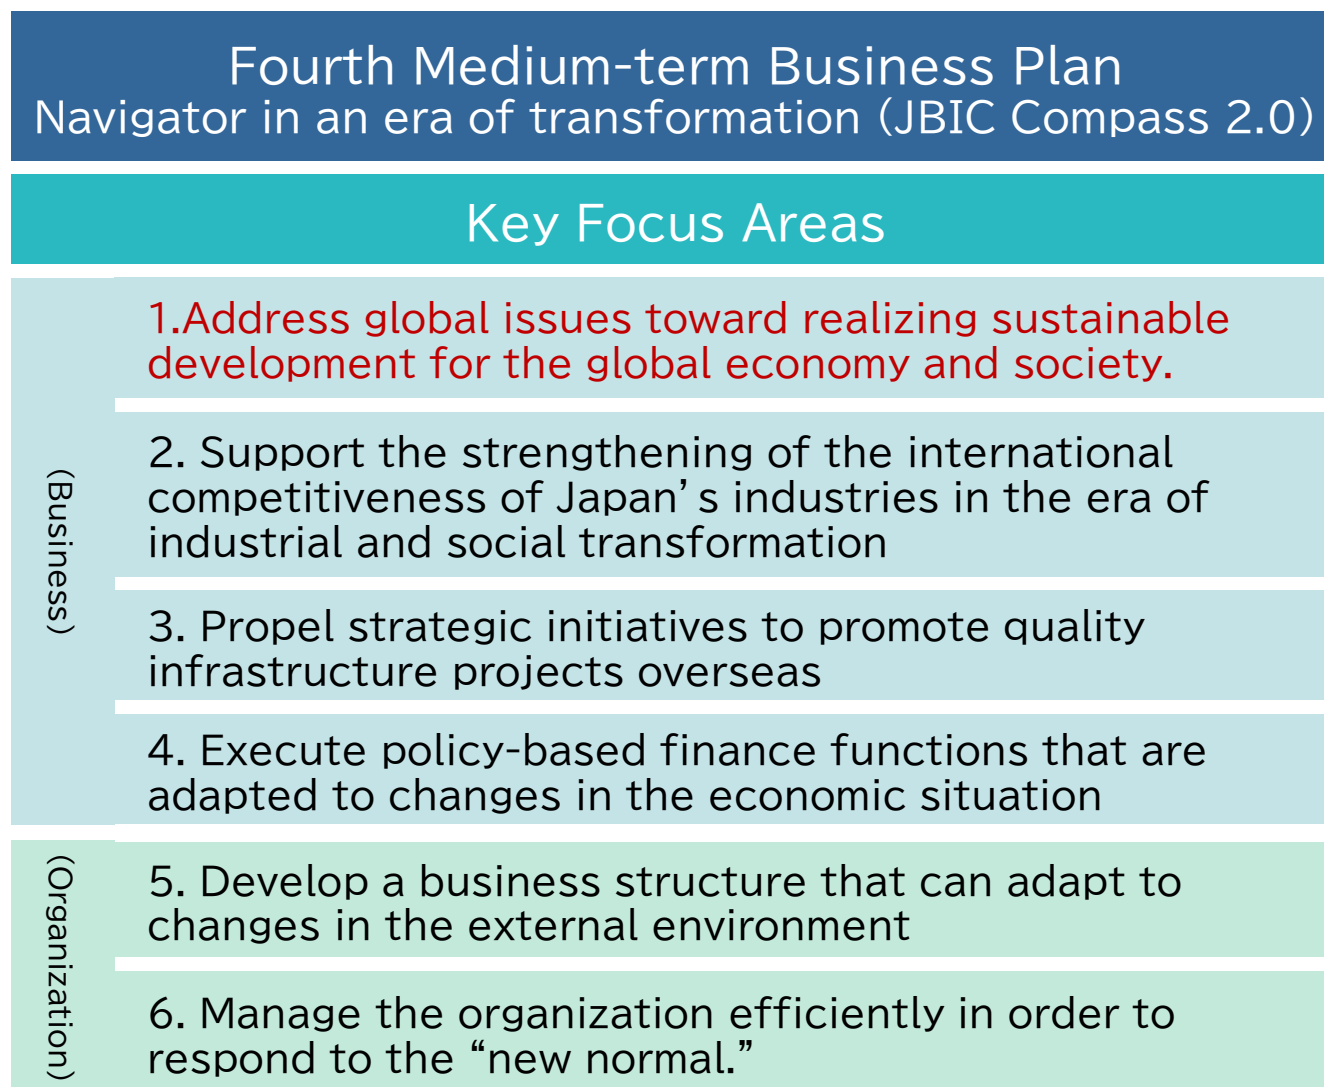 Fourth Medium-term Business Plan
Navigator in an era of transformation (JBIC Compass 2.0)
Key Focus Areas
(Business)
1.Address global issues toward realizing sustainable
development for the global economy and society.
2. Support the strengthening of the international
competitiveness of Japan’s industries in the era of
industrial and social transformation
3. Propel strategic initiatives to promote quality
infrastructure projects overseas
4. Execute policy-based finance functions that are
adapted to changes in the economic situation
(Organization)
5. Develop a business structure that can adapt to
changes in the external environment
6. Manage the organization efficiently in order to
respond to the “new normal.”